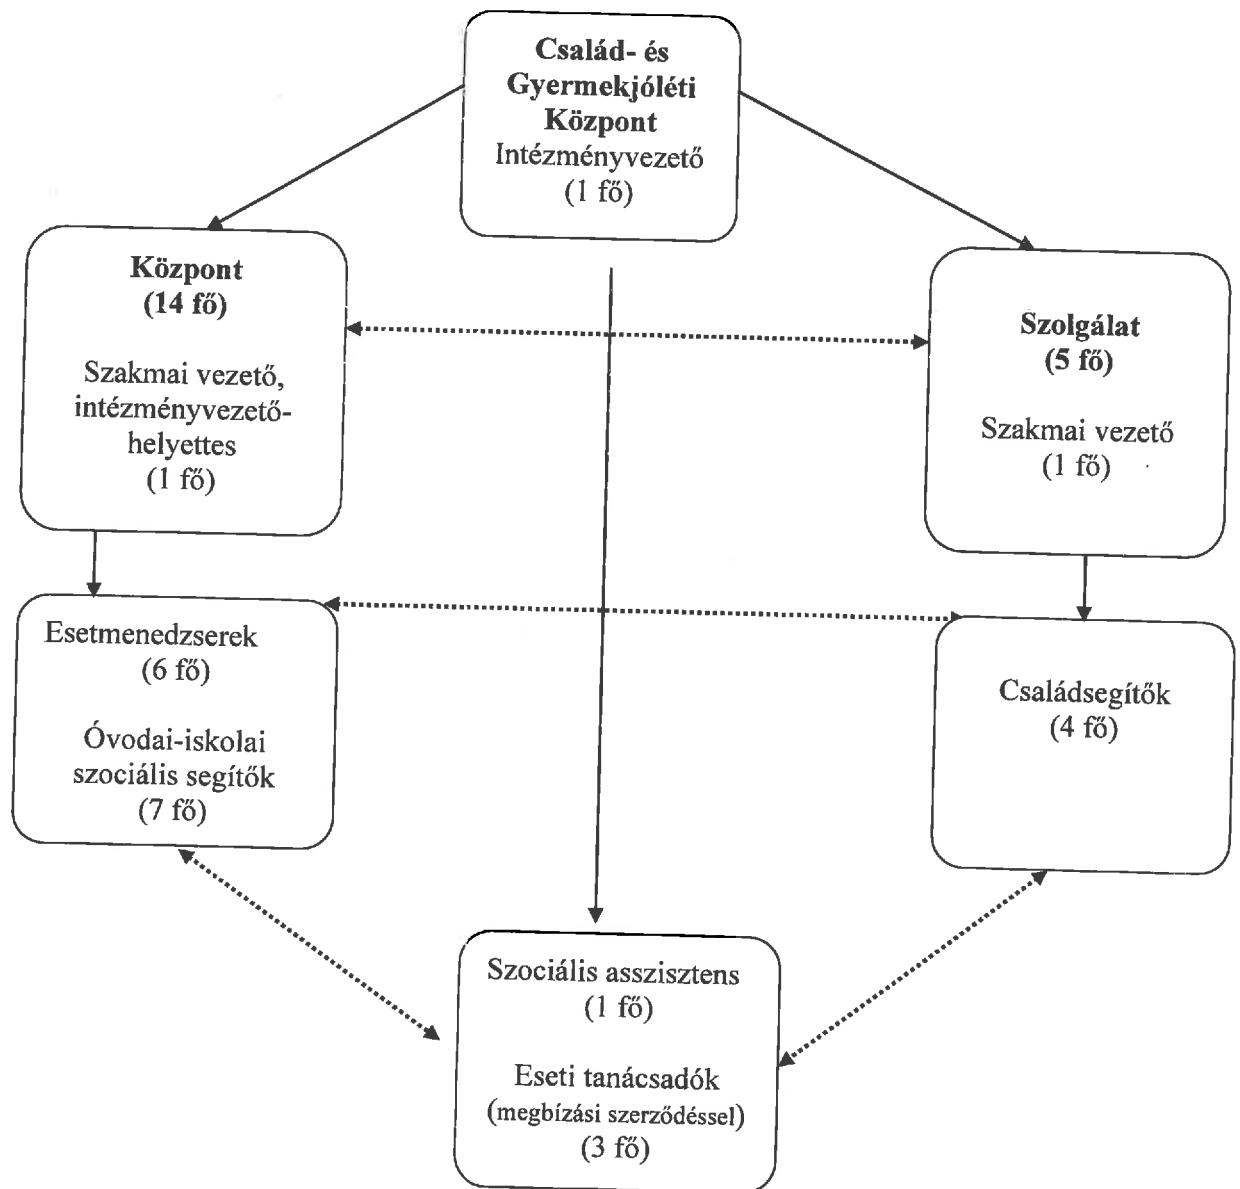 Család- és
Gyermekjóléti
Központ
Intézményvezető
(1 fő)
Központ
(14 fő)
Szakmai vezető,
intézményvezető-
helyettes
(1 fő)
Szolgálat
(5 fő)
Szakmai vezető
(1 fő)
Esetmenedzserek
(6 fő)
Óvodai-iskolai
szociális segítők
(7 fő)
Családsegítők
(4 fő)
Szociális asszisztens
(1 fő)
Eseti tanácsadók
(megbízási szerződéssel)
(3 fő)